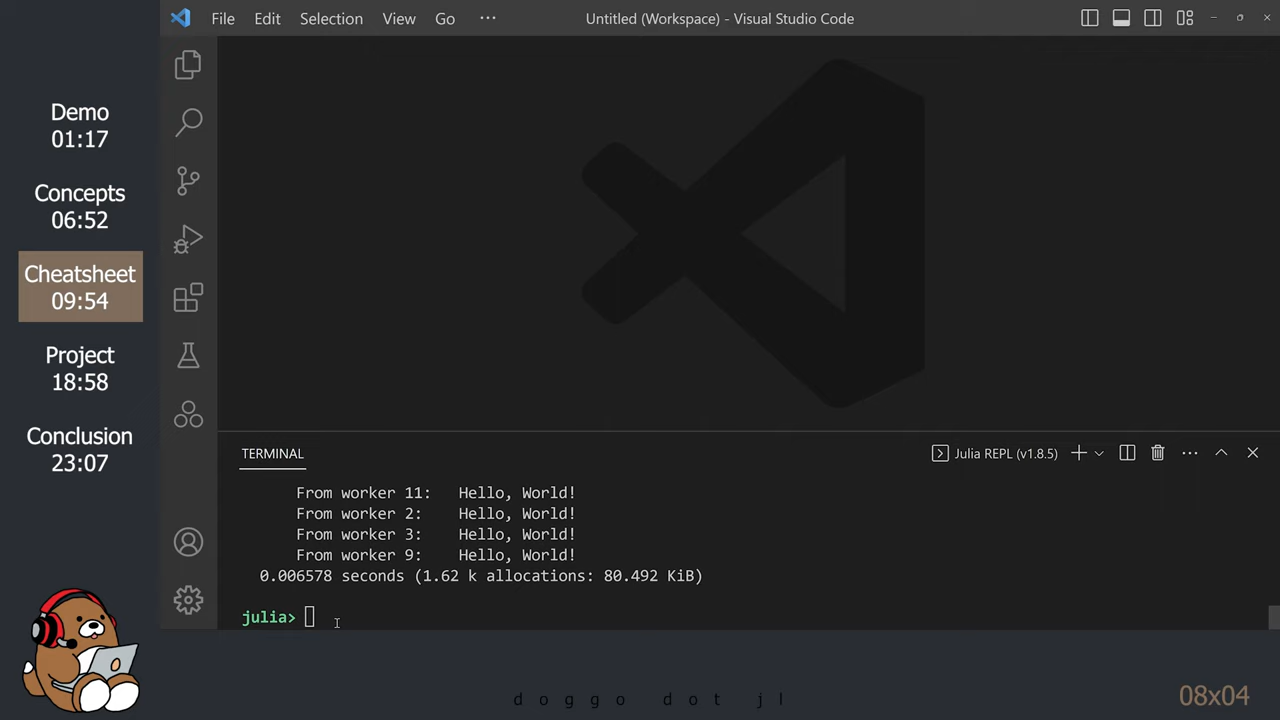 File Edit Selection View Go ···
Untitled (Workspace) - Visual Studio Code
Demo
01:17
Concepts
06:52
Cheatsheet
09:54
Project
18:58
Conclusion
23:07
TERMINAL
Julia REPL (v1.8.5)
From worker 11: Hello, World!
From worker 2: Hello, World!
From worker 3: Hello, World!
From worker 9: Hello, World!
0.006578 seconds (1.62 k allocations: 80.492 KiB)
julia>
doggo dot jl
08x04